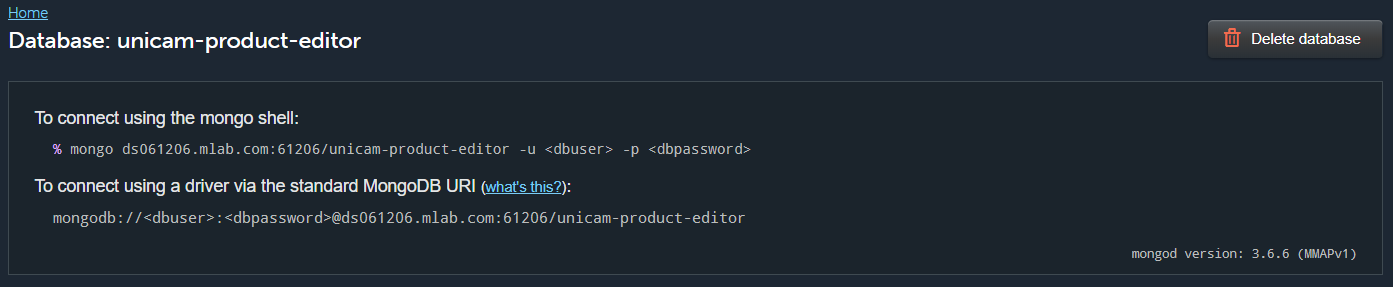 Home
Database: unicam-product-editor
Delete database
To connect using the mongo shell:
% mongo ds061206.mlab.com:61206/unicam-product-editor -u <dbuser> -p <dbpassword>
To connect using a driver via the standard MongoDB URI (what's this?):
mongodb://<dbuser>:<dbpassword>@ds061206.mlab.com:61206/unicam-product-editor
mongod version: 3.6.6 (MMAPv1)